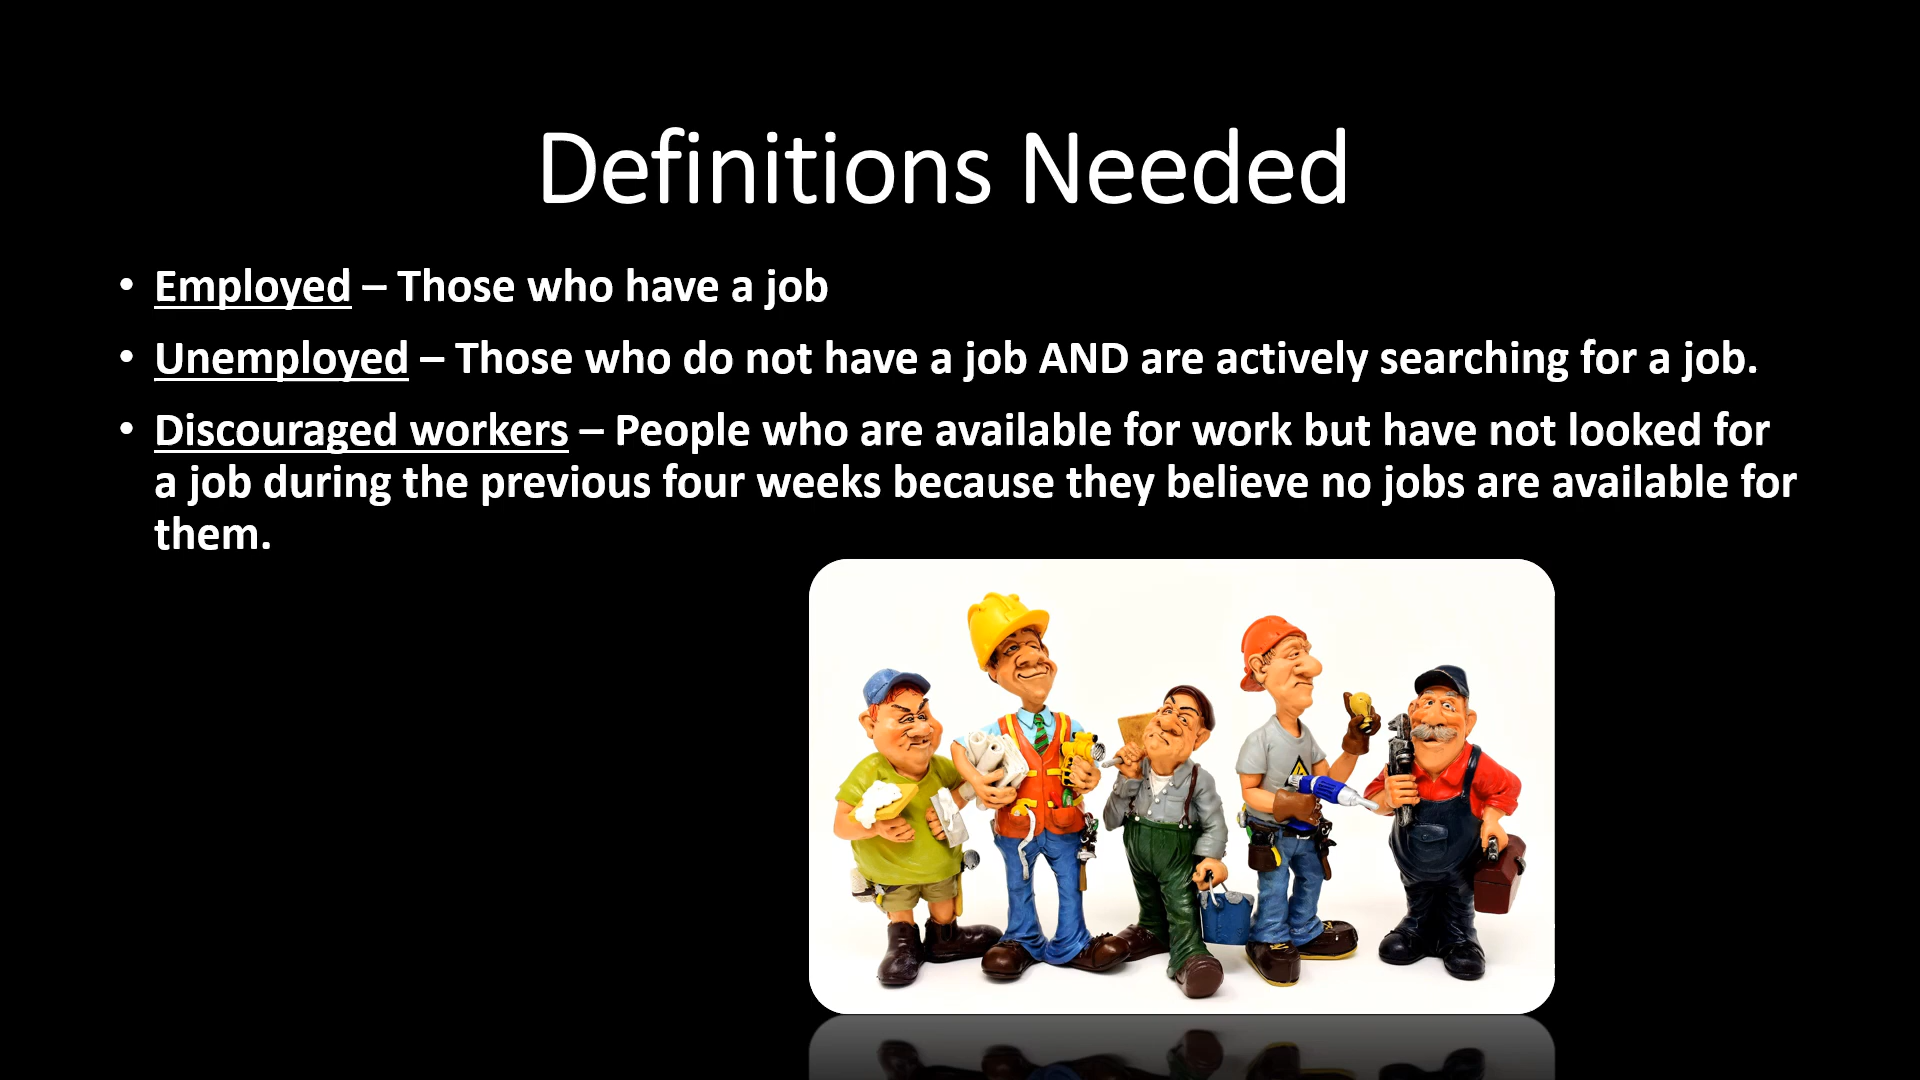 Definitions Needed
• Employed – Those who have a job
• Unemployed – Those who do not have a job AND are actively searching for a job.
• Discouraged workers – People who are available for work but have not looked for
a job during the previous four weeks because they believe no jobs are available for
them.